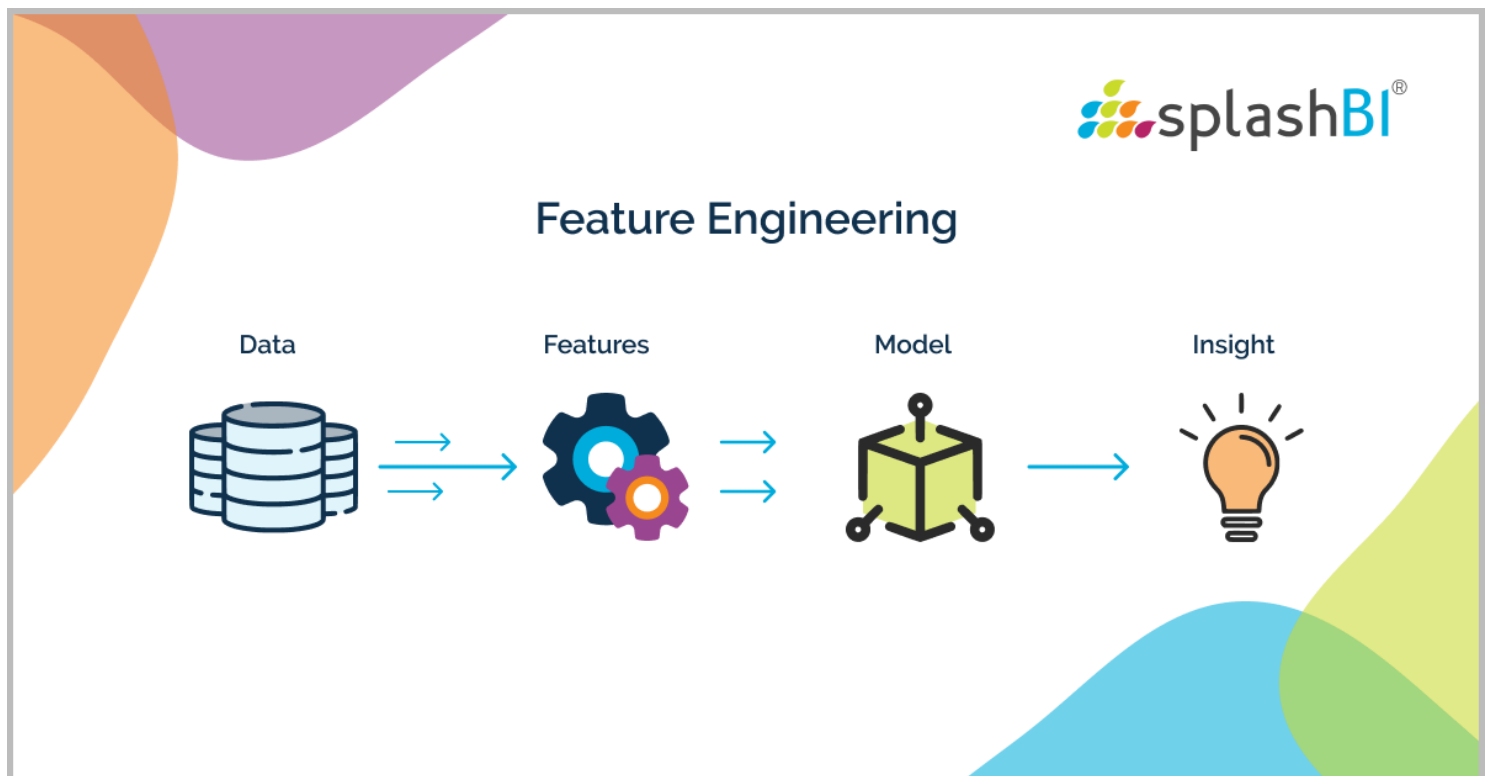 splashBI®
Feature Engineering
Data
Features
Model
Insight